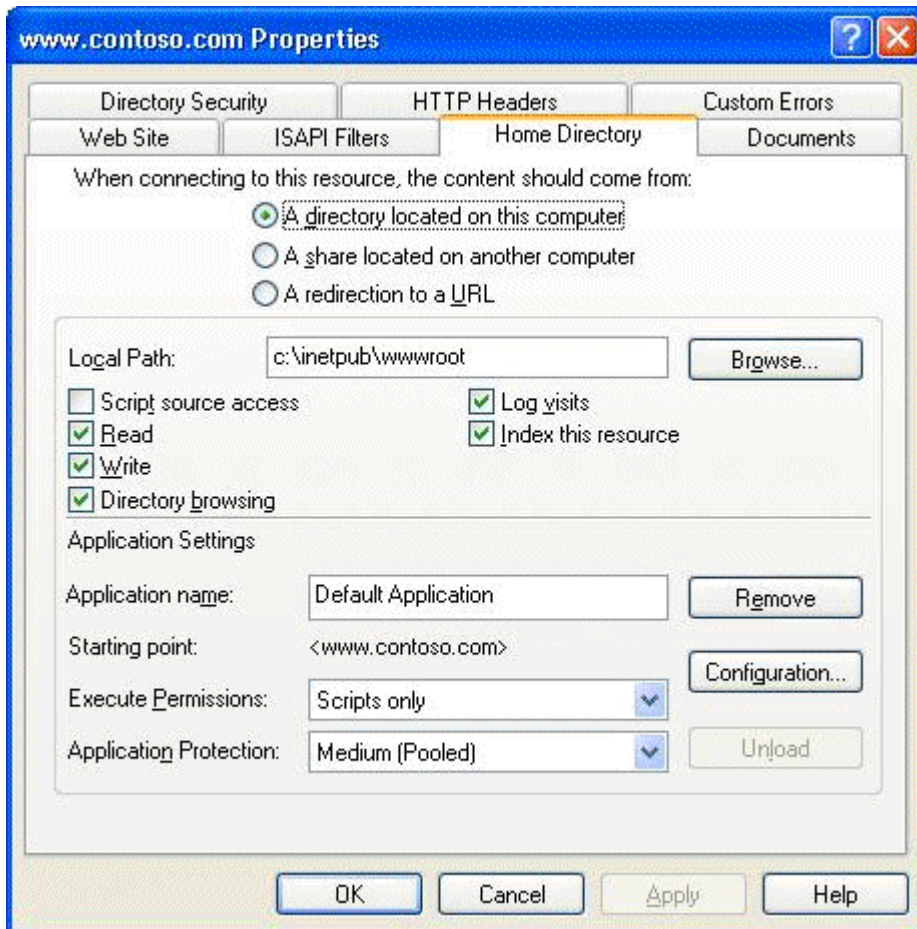 www.contoso.com Properties
Directory Security HTTP Headers Custom Errors
Web Site ISAPI Filters Home Directory Documents
When connecting to this resource, the content should come from:
A directory located on this computer
A share located on another computer
A redirection to a URL
Local Path: c:\inetpub\wwwroot Browse...
Script source access Log visits
Read Index this resource
Write
Directory browsing
Application Settings
Application name: Default Application Remove
Starting point: <www.contoso.com>
Configuration...
Execute Permissions: Scripts only
Application Protection: Medium (Pooled) Unload
OK Cancel Apply Help